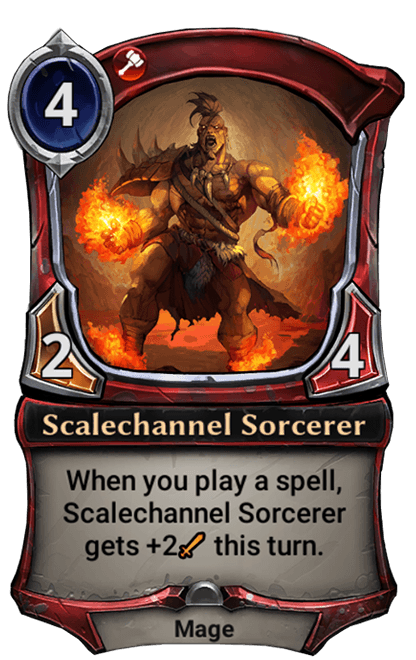 4
2
4
Scalechannel Sorcerer
When you play a spell,
Scalechannel Sorcerer
gets +2 this turn.
Mage